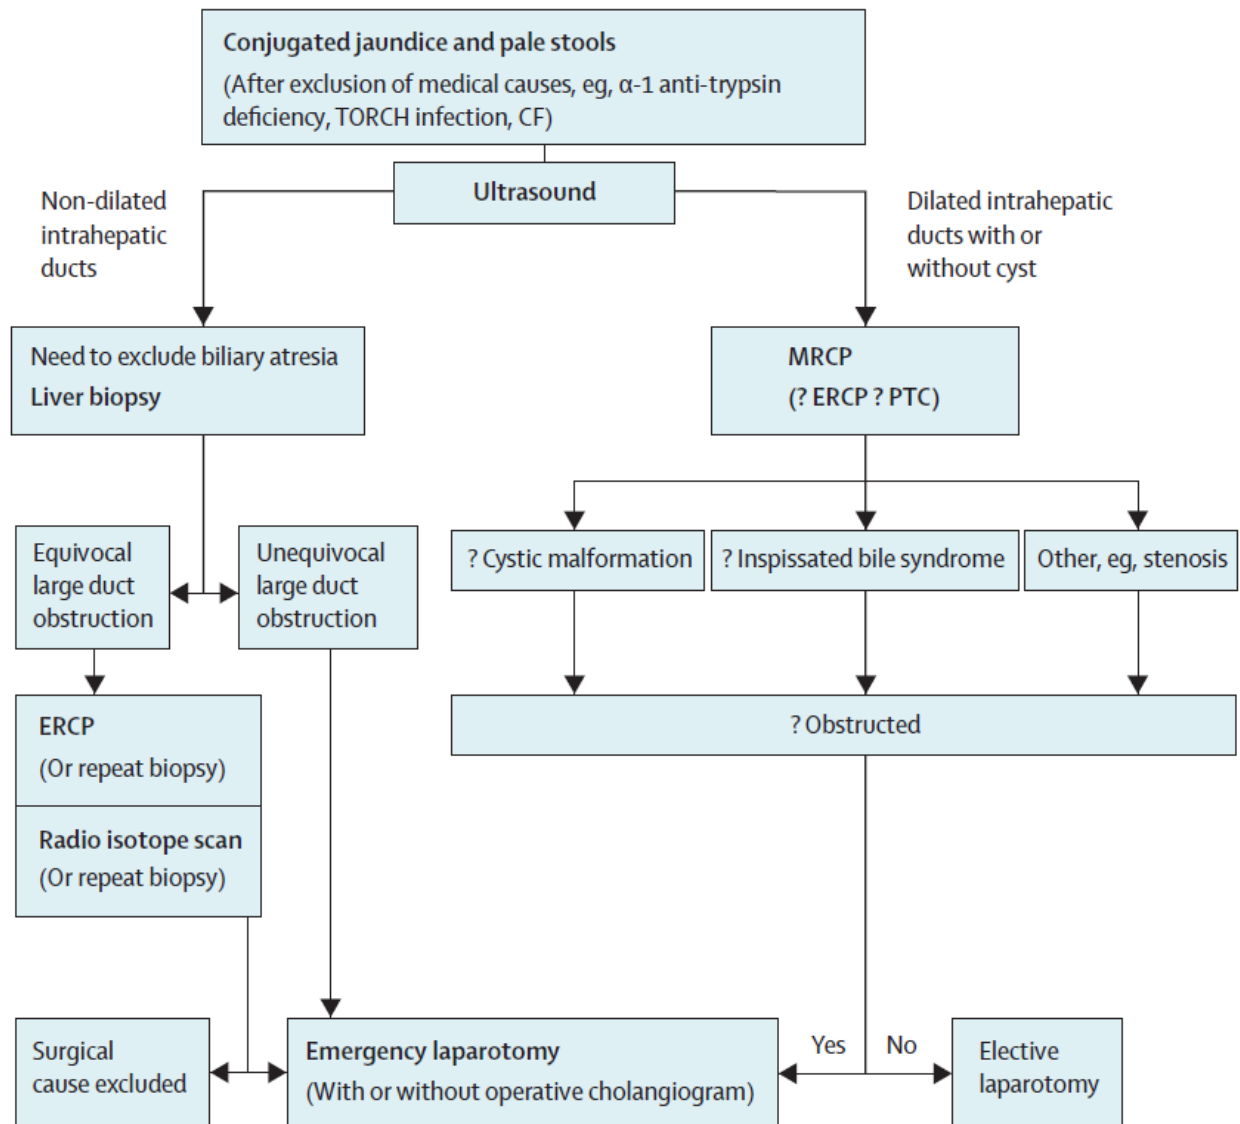 Conjugated jaundice and pale stools
(After exclusion of medical causes, eg, α-1 anti-trypsin
deficiency, TORCH infection, CF)
Ultrasound
Non-dilated
intrahepatic
ducts
Dilated intrahepatic
ducts with or
without cyst
Need to exclude biliary atresia
Liver biopsy
MRCP
(? ERCP ? PTC)
Equivocal
large duct
obstruction
Unequivocal
large duct
obstruction
? Cystic malformation
? Inspissated bile syndrome
Other, eg, stenosis
ERCP
(Or repeat biopsy)
Radio isotope scan
(Or repeat biopsy)
? Obstructed
Surgical
cause excluded
Emergency laparotomy
(With or without operative cholangiogram)
Yes
No
Elective
laparotomy